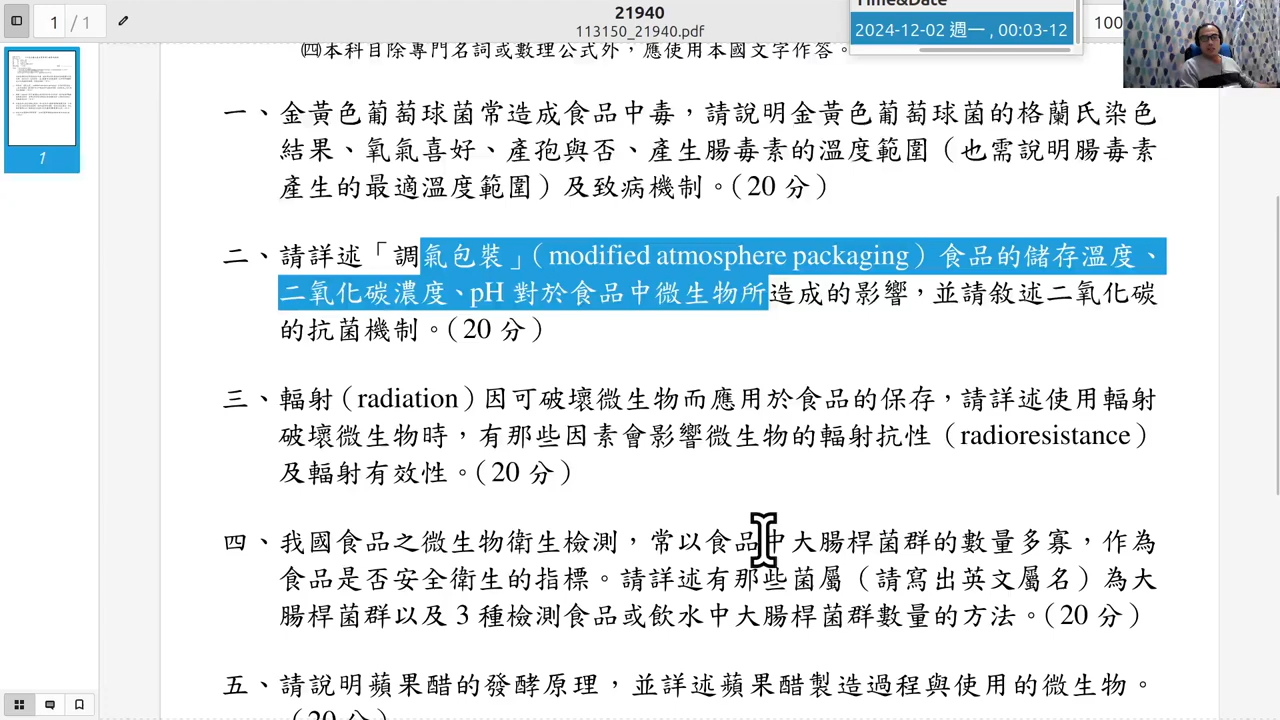 1 / 1
21940
113150_21940.pdf
Time&Date
2024-12-02 週一 , 00:03-12
100
㈣本科目除專門名詞或數理公式外，應使用本國文字作答。
一、金黃色葡萄球菌常造成食品中毒，請說明金黃色葡萄球菌的格蘭氏染色
結果、氧氣喜好、產孢與否、產生腸毒素的溫度範圍（也需說明腸毒素
產生的最適溫度範圍）及致病機制。（20 分）
二、請詳述「調氣包裝」（modified atmosphere packaging）食品的儲存溫度、
二氧化碳濃度、pH 對於食品中微生物所造成的影響，並請敘述二氧化碳
的抗菌機制。（20 分）
三、輻射（radiation）因可破壞微生物而應用於食品的保存，請詳述使用輻射
破壞微生物時，有那些因素會影響微生物的輻射抗性（radioresistance）
及輻射有效性。（20 分）
四、我國食品之微生物衛生檢測，常以食品中大腸桿菌群的數量多寡，作為
食品是否安全衛生的指標。請詳述有那些菌屬（請寫出英文屬名）為大
腸桿菌群以及 3 種檢測食品或飲水中大腸桿菌群數量的方法。（20 分）
五、請說明蘋果醋的發酵原理，並詳述蘋果醋製造過程與使用的微生物。
（20 分）
1